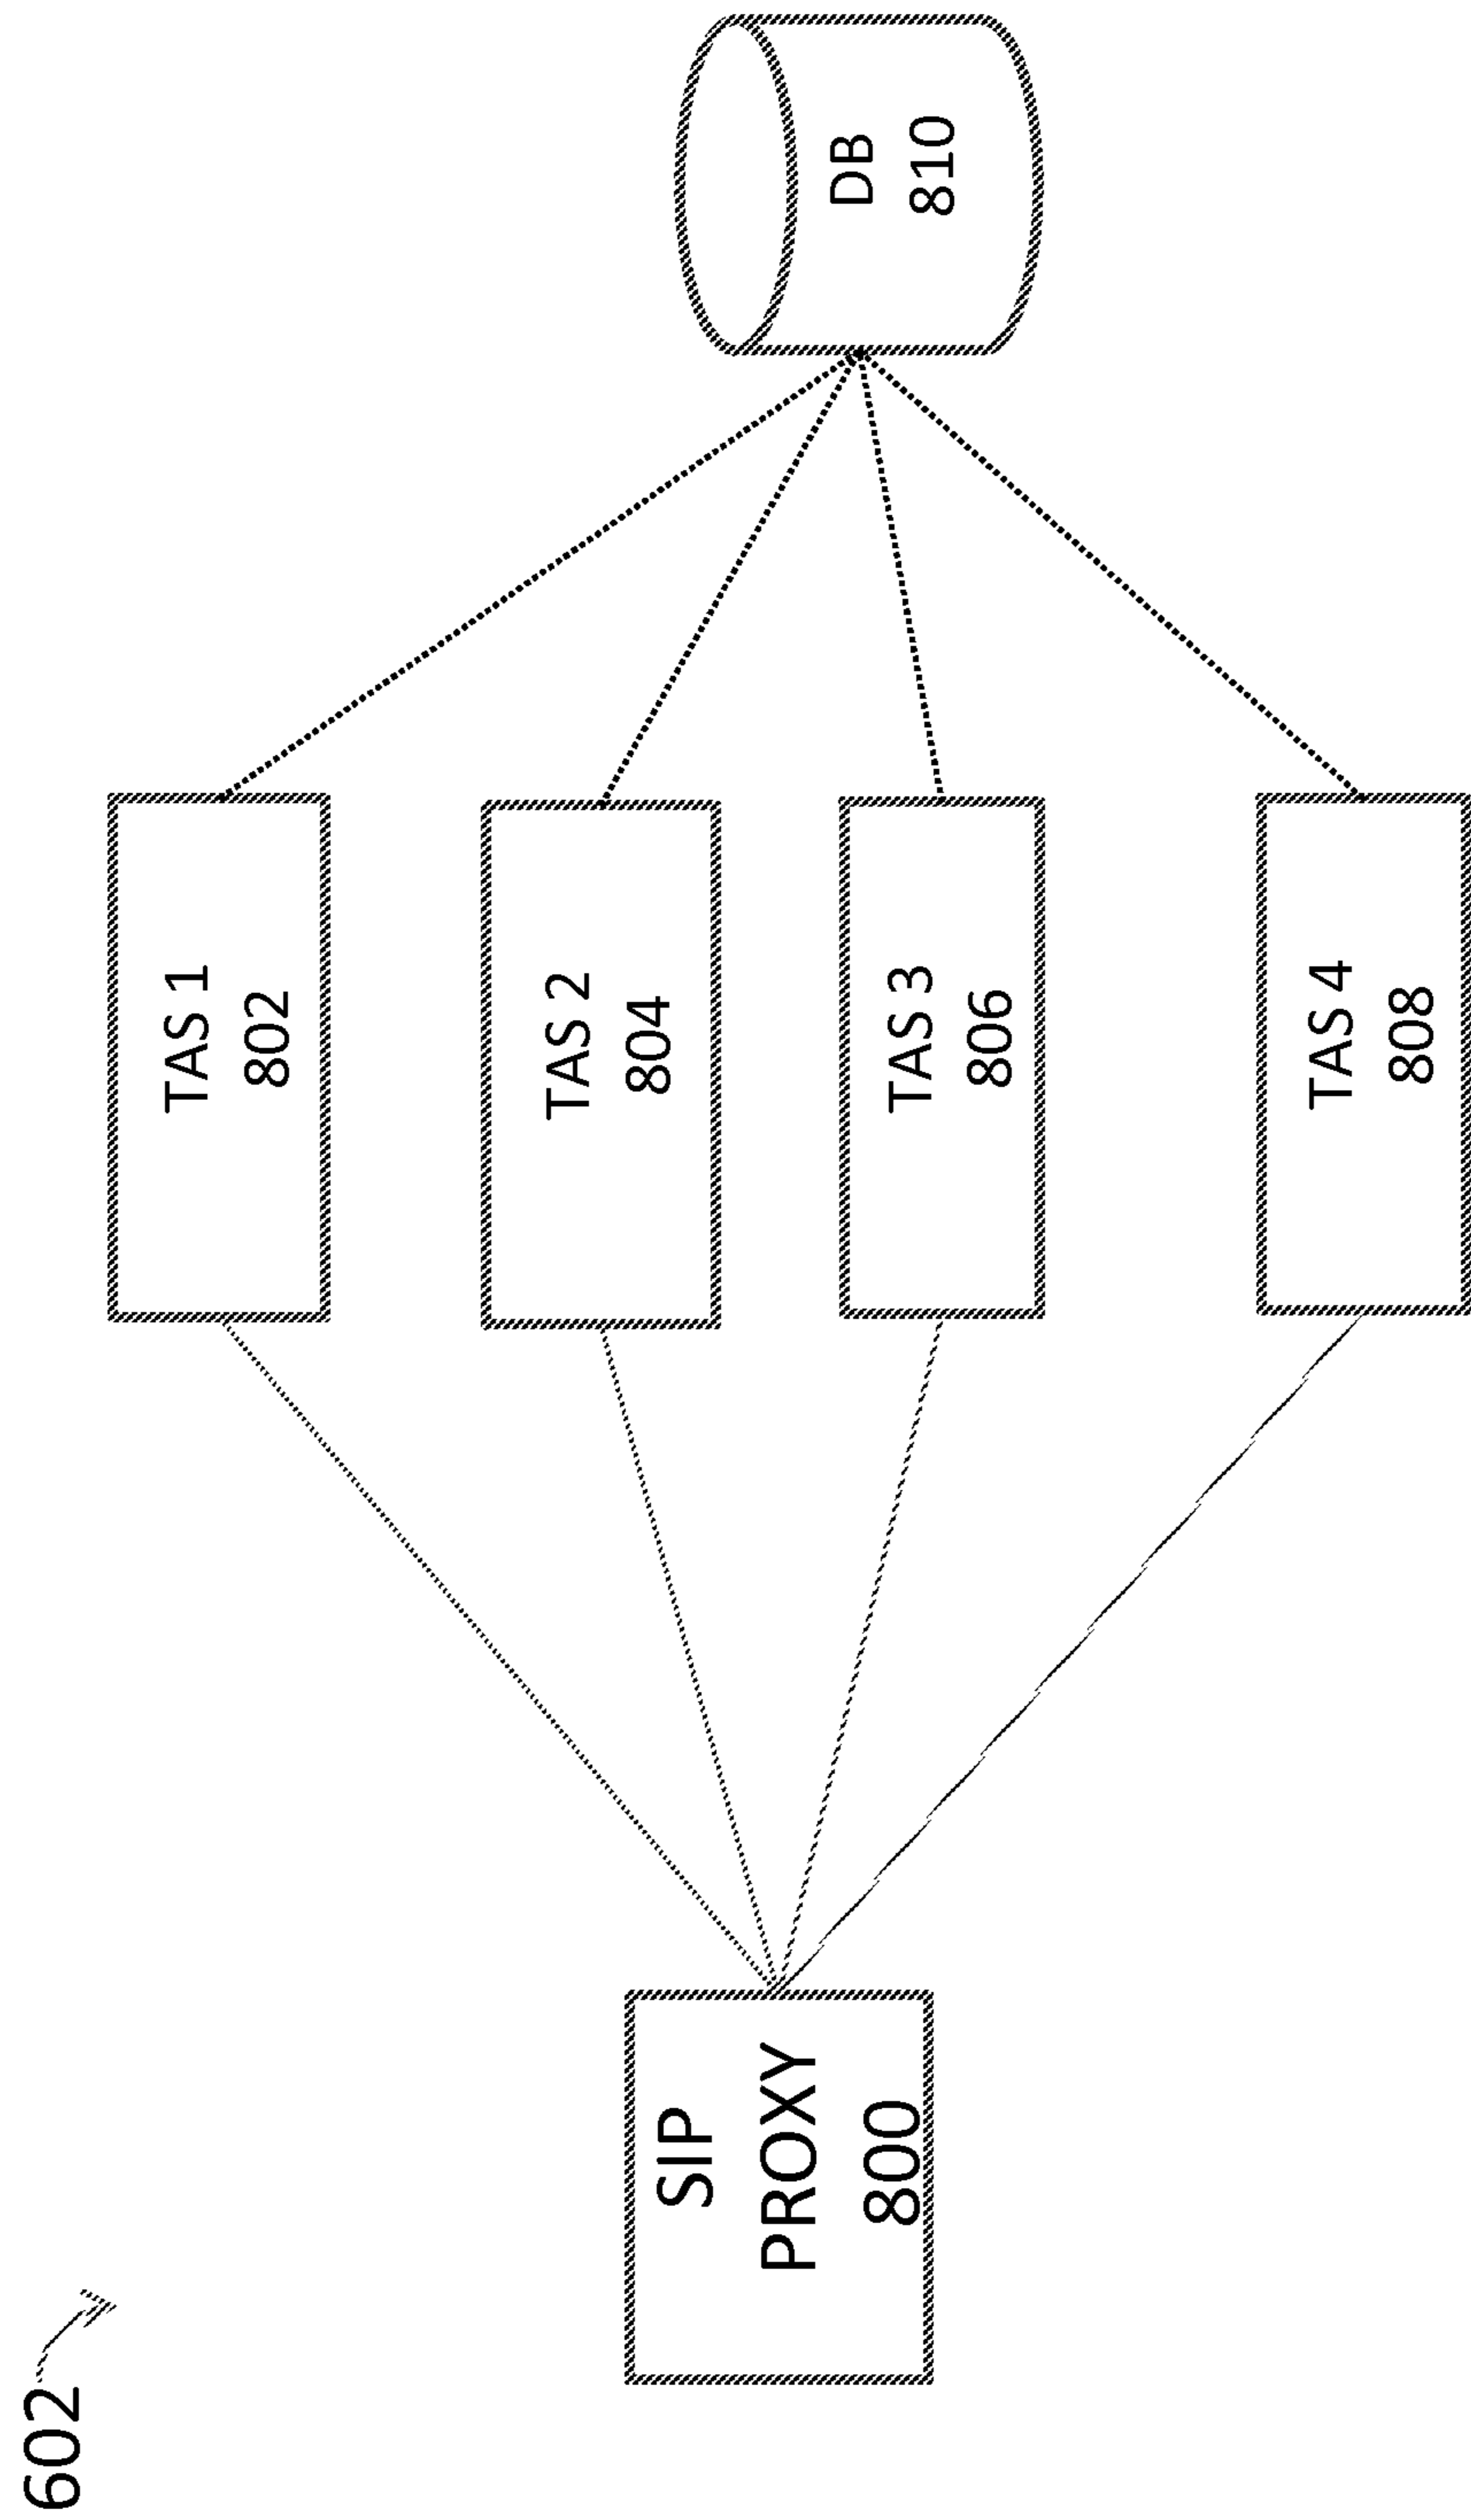 602
SIP
PROXY
800
TAS 1
802
TAS 2
804
TAS 3
806
TAS 4
808
DB
810